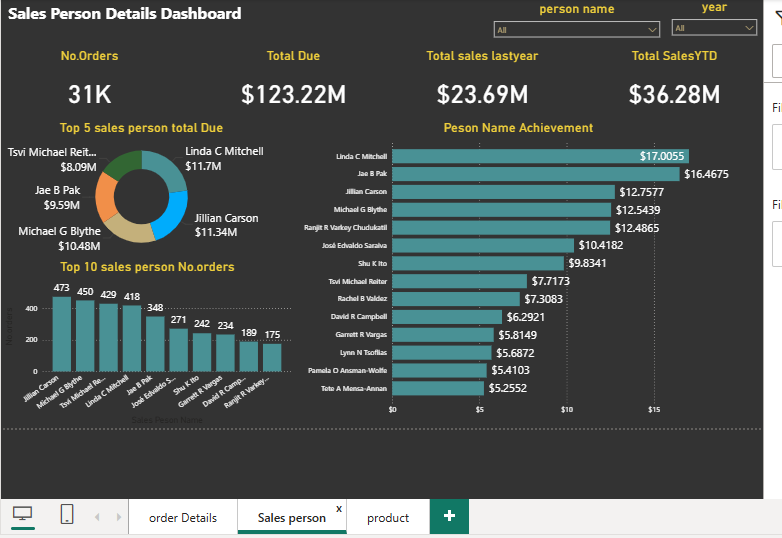 Sales Person Details Dashboard
person name
year
All
All
No.Orders
Total Due
Total sales lastyear
Total SalesYTD
31K
$123.22M
$23.69M
$36.28M
Top 5 sales person total Due
Tsvi Michael Reit...
$8.09M
Linda C Mitchell
$11.7M
Jae B Pak
$9.59M
Jillian Carson
$11.34M
Michael G Blythe
$10.48M
Top 10 sales person No.orders
473
450
429
418
348
271
242
234
189
175
400
200
0
Jillian Carson
Michael G Blythe
Tsvi Michael Re...
Linda C Mitchell
Jae B Pak
José Edvaldo S...
Shu K Ito
Garrett R Vargas
David R Camp...
Ranjit R Varkey...
Sales Person Name
Peson Name Achievement
Linda C Mitchell $17.0055
Jae B Pak $16.4675
Jillian Carson $12.7577
Michael G Blythe $12.5439
Ranjit R Varkey Chudukatil $12.4865
José Edvaldo Saraiva $10.4182
Shu K Ito $9.8341
Tsvi Michael Reiter $7.7173
Rachel B Valdez $7.3083
David R Campbell $6.2921
Garrett R Vargas $5.8149
Lynn N Tsoflias $5.6872
Pamela O Ansman-Wolfe $5.4103
Tete A Mensa-Annan $5.2552
$0
$5
$10
$15
Fi
Fi
order Details
Sales person
x
product
+